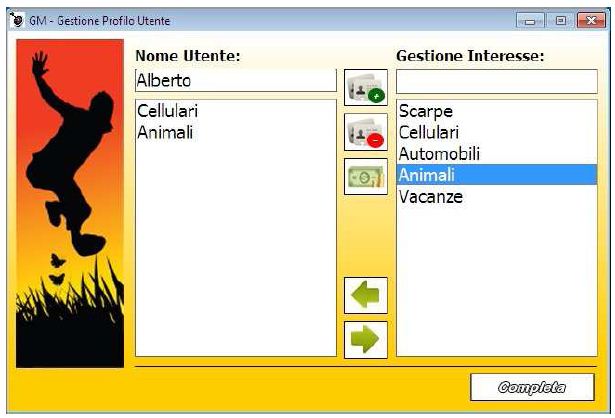 GM - Gestione Profilo Utente
Nome Utente:
Alberto
Cellulari
Animali
Gestione Interesse:
Scarpe
Cellulari
Automobili
Animali
Vacanze
Completa